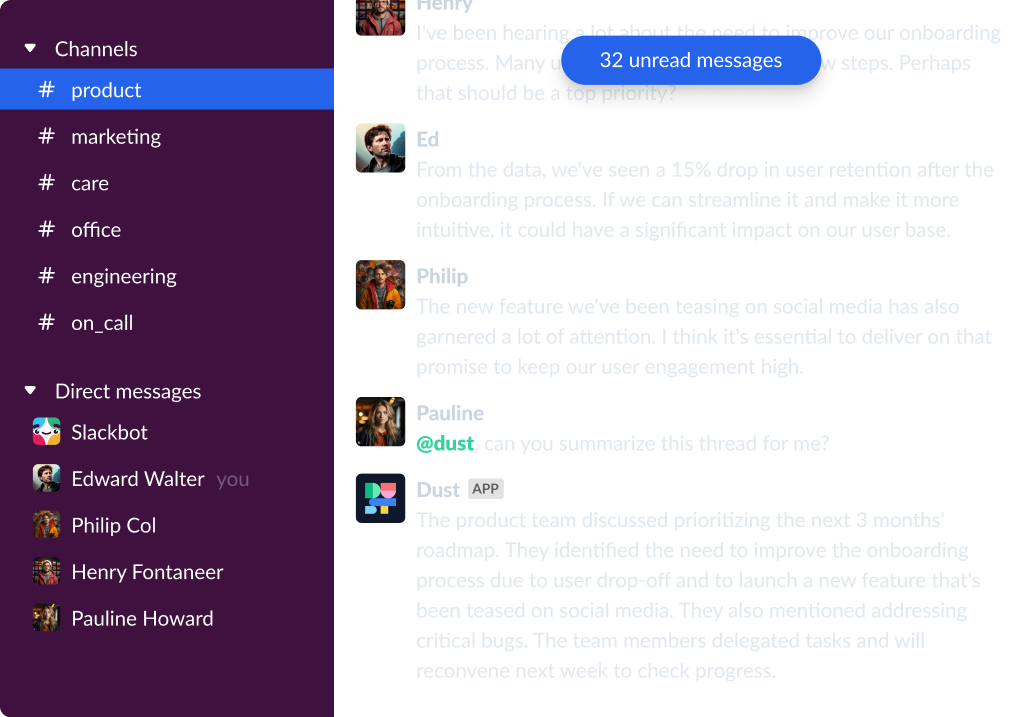 Channels
# product
# marketing
# care
# office
# engineering
# on_call
Direct messages
Slackbot
Edward Walter you
Philip Col
Henry Fontaneer
Pauline Howard
Henry
I've been hearing a lot about the need to improve our onboarding
process. Many w steps. Perhaps
that should be a top priority?
32 unread messages
Ed
From the data, we've seen a 15% drop in user retention after the
onboarding process. If we can streamline it and make it more
intuitive, it could have a significant impact on our user base.
Philip
The new feature we've been teasing on social media has also
garnered a lot of attention. I think it's essential to deliver on that
promise to keep our user engagement high.
Pauline
@dust, can you summarize this thread for me?
Dust APP
The product team discussed prioritizing the next 3 months'
roadmap. They identified the need to improve the onboarding
process due to user drop-off and to launch a new feature that's
been teased on social media. They also mentioned addressing
critical bugs. The team members delegated tasks and will
reconvene next week to check progress.